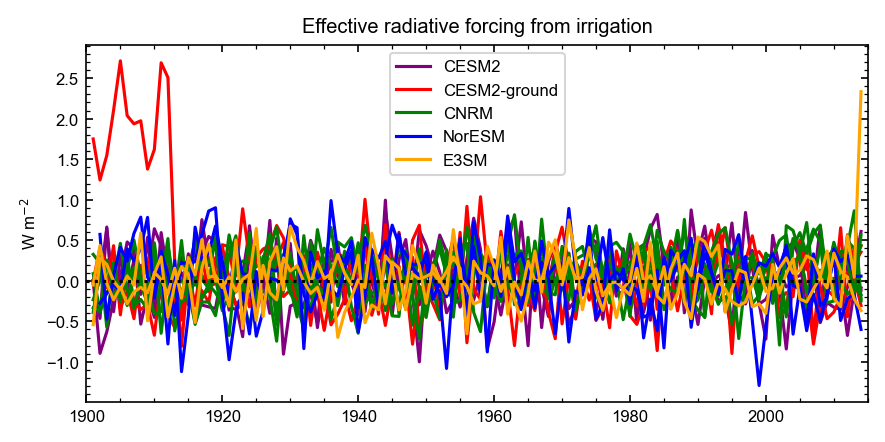 Effective radiative forcing from irrigation
CESM2
CESM2-ground
CNRM
NorESM
E3SM
W m⁻²
2.5
2.0
1.5
1.0
0.5
0.0
−0.5
−1.0
1900 1920 1940 1960 1980 2000